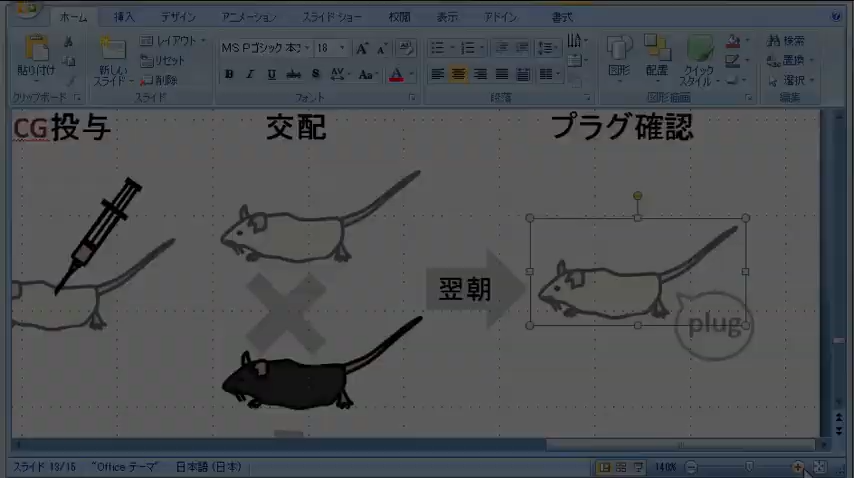 ホーム 挿入 デザイン アニメーション スライド ショー 校閲 表示 アドイン 書式
貼り付け
新しい
スライド
レイアウト
リセット
削除
MS Pゴシック 本文 18
B I U abc S AV Aa A
図形
配置
クイック
スタイル
検索
置換
選択
クリップボード スライド フォント 段落 図形描画 編集
CG投与 交配 プラグ確認
翌朝
plug
スライド 13/15 "Office テーマ" 日本語 (日本) 140%